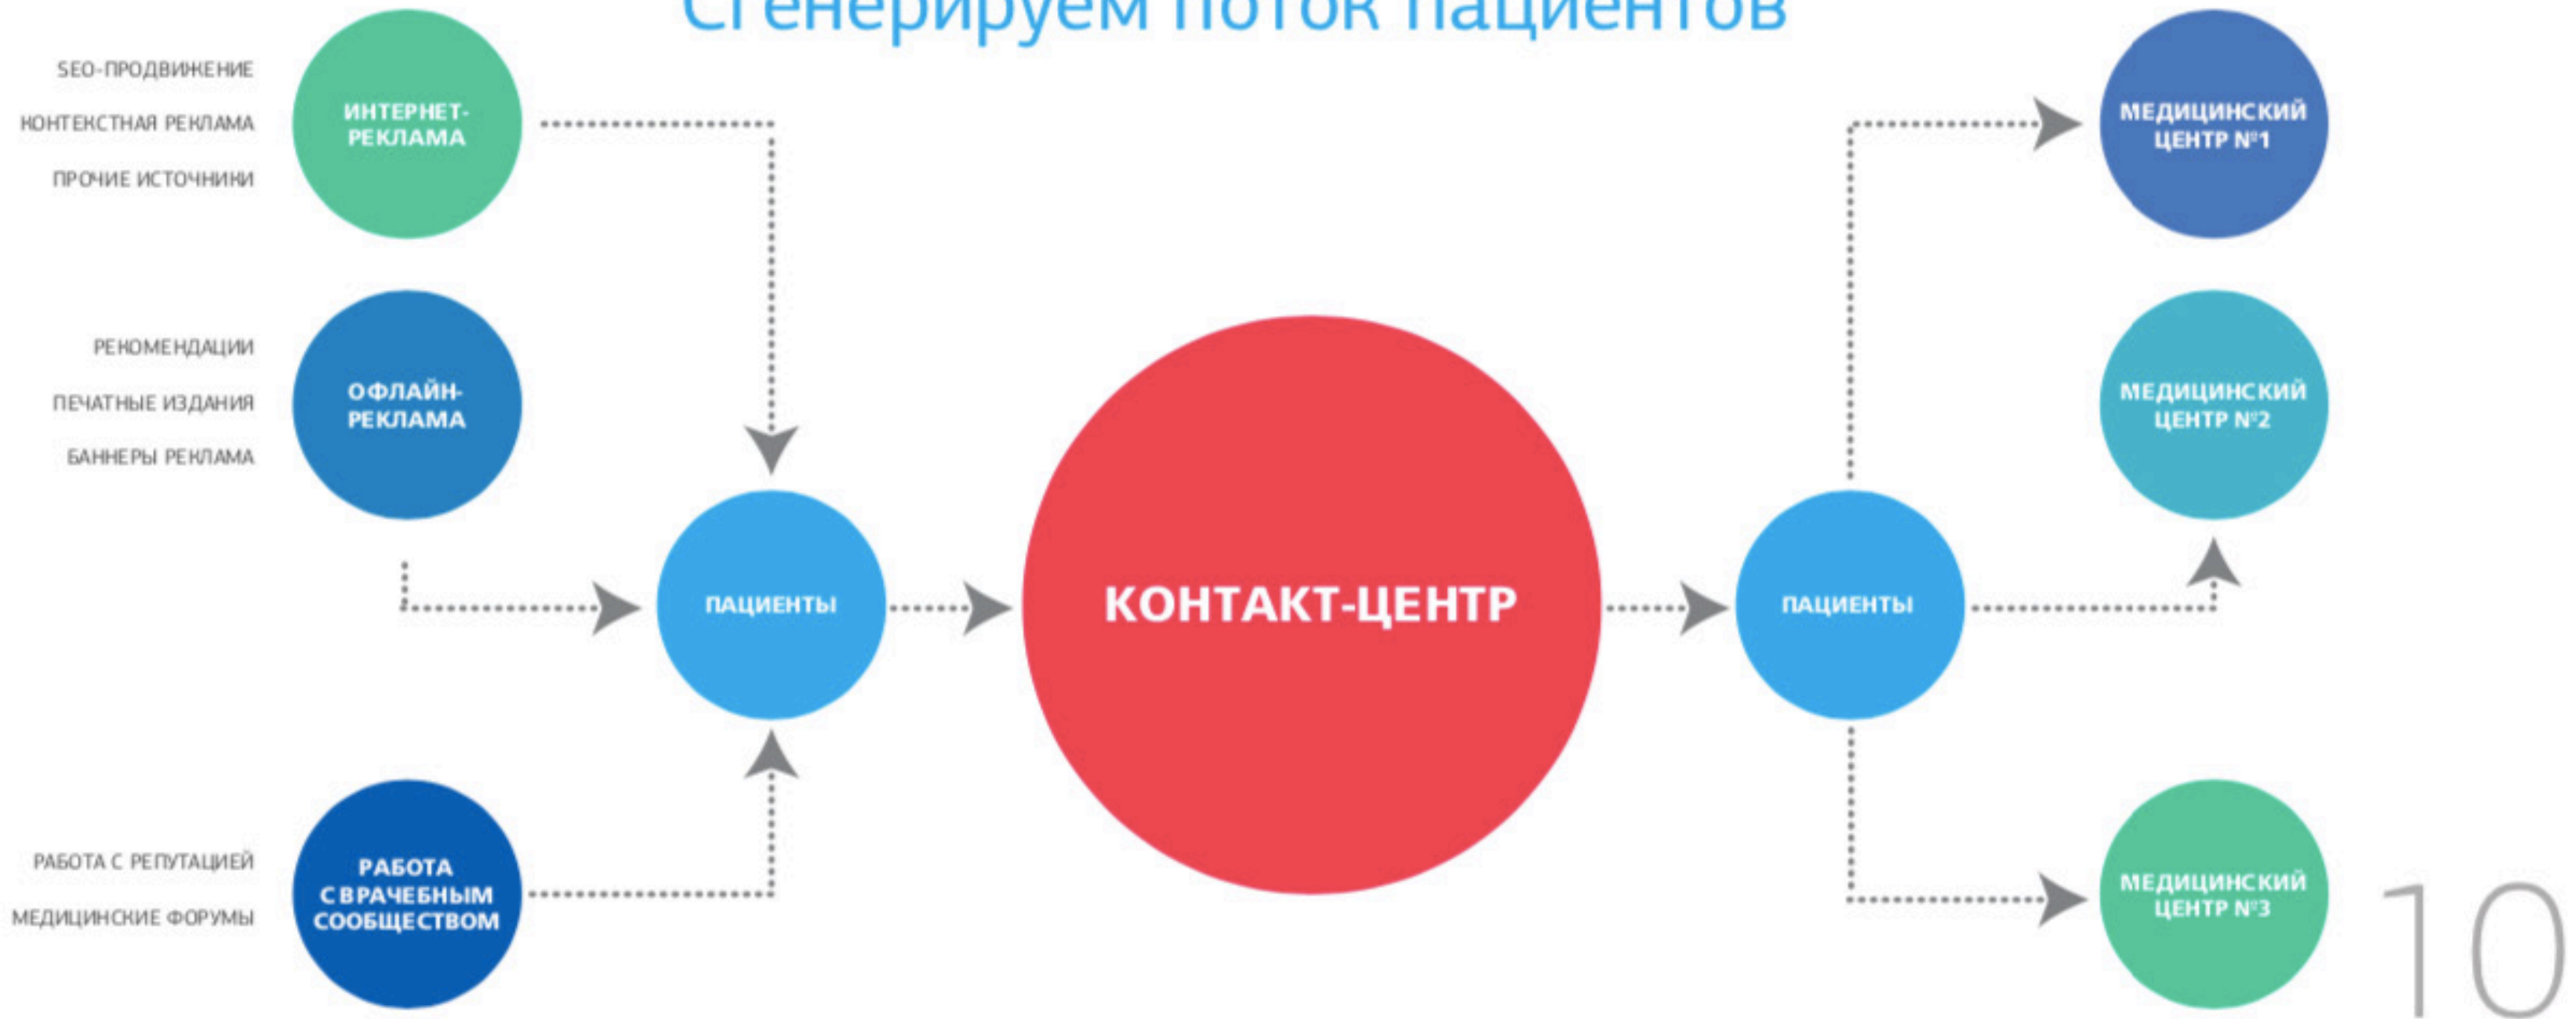 Сгенерируем поток пациентов
SEO-ПРОДВИЖЕНИЕ
КОНТЕКСТНАЯ РЕКЛАМА
ПРОЧИЕ ИСТОЧНИКИ
ИНТЕРНЕТ-
РЕКЛАМА
РЕКОМЕНДАЦИИ
ПЕЧАТНЫЕ ИЗДАНИЯ
БАННЕРЫ РЕКЛАМА
ОФЛАЙН-
РЕКЛАМА
РАБОТА С РЕПУТАЦИЕЙ
МЕДИЦИНСКИЕ ФОРУМЫ
РАБОТА
С ВРАЧЕБНЫМ
СООБЩЕСТВОМ
ПАЦИЕНТЫ
КОНТАКТ-ЦЕНТР
ПАЦИЕНТЫ
МЕДИЦИНСКИЙ
ЦЕНТР №1
МЕДИЦИНСКИЙ
ЦЕНТР №2
МЕДИЦИНСКИЙ
ЦЕНТР №3
10